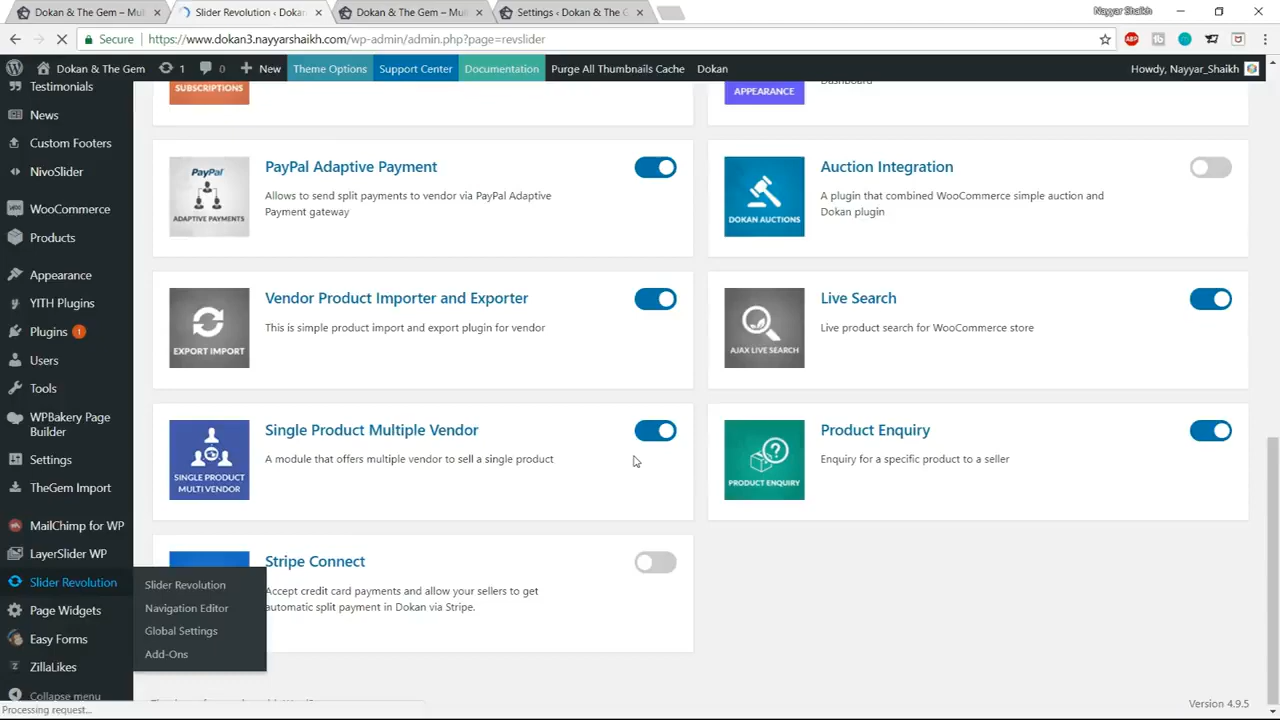 Dokan & The Gem – Mul
Slider Revolution ‹ Dokan
Dokan & The Gem – Mul
Settings ‹ Dokan & The G
Nayyar Shaikh
Secure
https://www.dokan3.nayyarshaikh.com/wp-admin/admin.php?page=revslider
ABP
Dokan & The Gem
1
0
New
Theme Options
Support Center
Documentation
Purge All Thumbnails Cache
Dokan
Howdy, Nayyar_Shaikh
Testimonials
News
Custom Footers
NivoSlider
WooCommerce
Products
Appearance
YITH Plugins
Plugins 1
Users
Tools
WPBakery Page
Builder
Settings
TheGem Import
MailChimp for WP
LayerSlider WP
Slider Revolution
Page Widgets
Easy Forms
ZillaLikes
Collapse menu
Processing request...
Slider Revolution
Navigation Editor
Global Settings
Add-Ons
SUBSCRIPTIONS
APPEARANCE
Dashboard
PayPal
ADAPTIVE PAYMENTS
PayPal Adaptive Payment
Allows to send split payments to vendor via PayPal Adaptive
Payment gateway
DOKAN AUCTIONS
Auction Integration
A plugin that combined WooCommerce simple auction and
Dokan plugin
EXPORT IMPORT
Vendor Product Importer and Exporter
This is simple product import and export plugin for vendor
AJAX LIVE SEARCH
Live Search
Live product search for WooCommerce store
SINGLE PRODUCT
MULTI VENDOR
Single Product Multiple Vendor
A module that offers multiple vendor to sell a single product
PRODUCT ENQUIRY
Product Enquiry
Enquiry for a specific product to a seller
Stripe Connect
Accept credit card payments and allow your sellers to get
automatic split payment in Dokan via Stripe.
Version 4.9.5